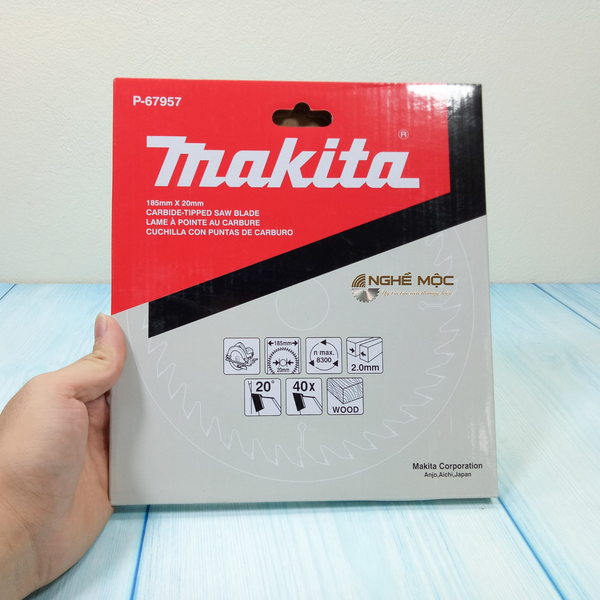 P-67957
makita®
185mm X 20mm
CARBIDE-TIPPED SAW BLADE
LAME À POINTE AU CARBURE
CUCHILLA CON PUNTAS DE CARBURO
NGHỀ MỘC
185mm
20mm
n max.
8300
2.0mm
20°
40x
WOOD
Makita Corporation
Anjo,Aichi,Japan